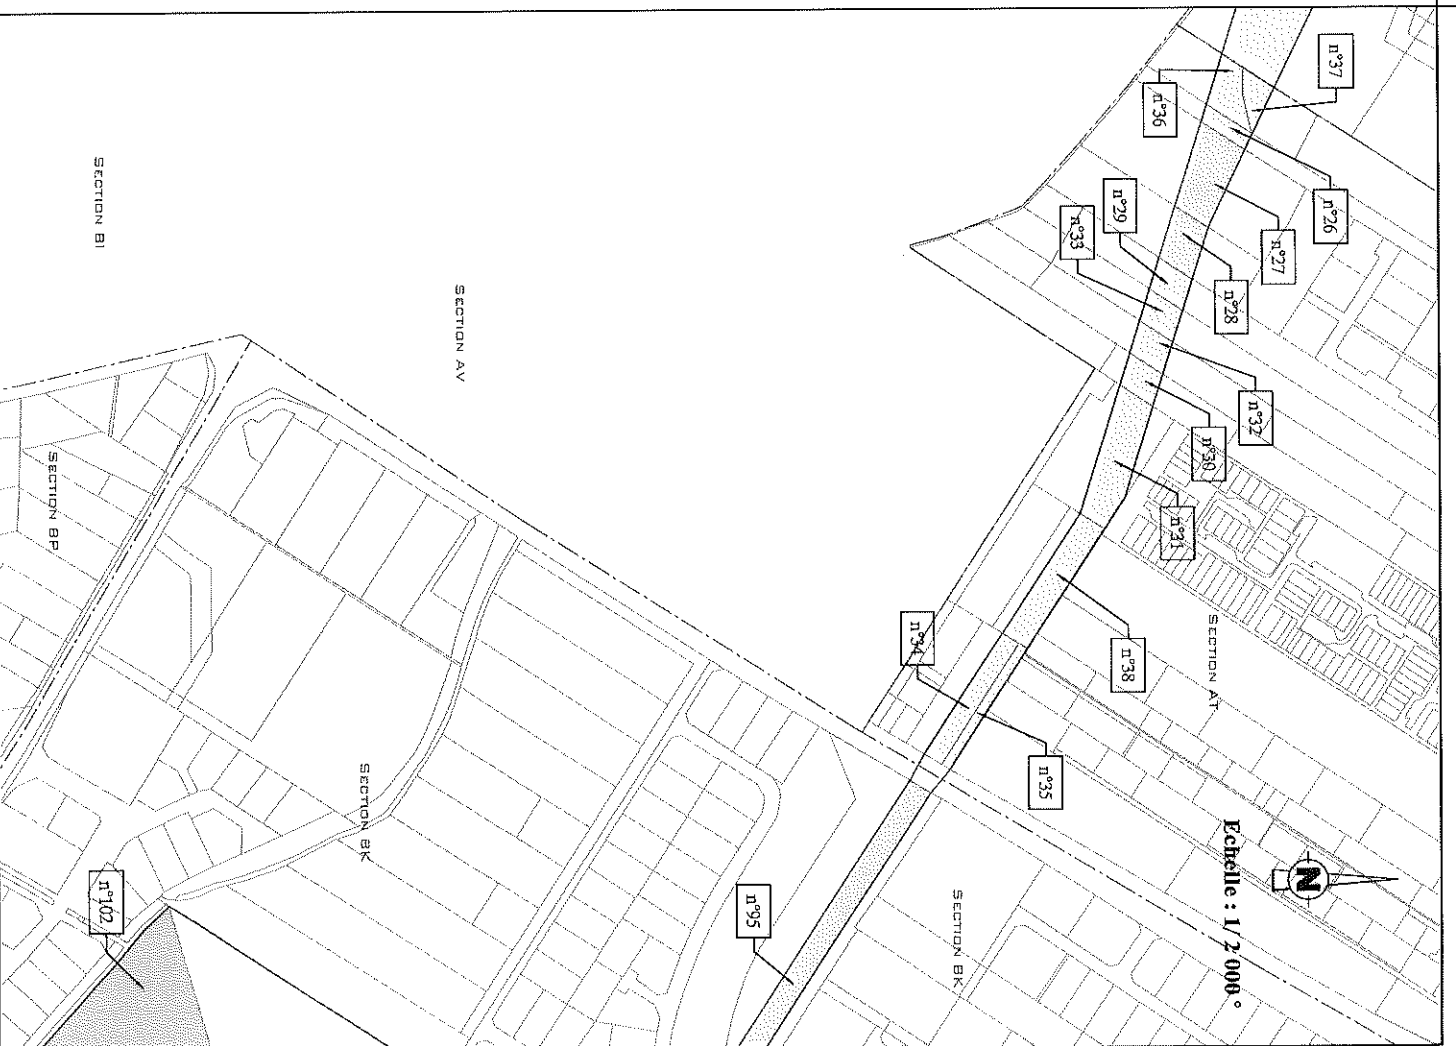 n°37
n°36
n°26
n°27
n°29
n°33
n°28
n°32
n°30
n°31
n°38
n°34
n°35
n°95
n°102
SECTION BI
SECTION AV
SECTION BP
SECTION AT
SECTION BK
SECTION BK
N
Echelle : 1/ 2 000 °